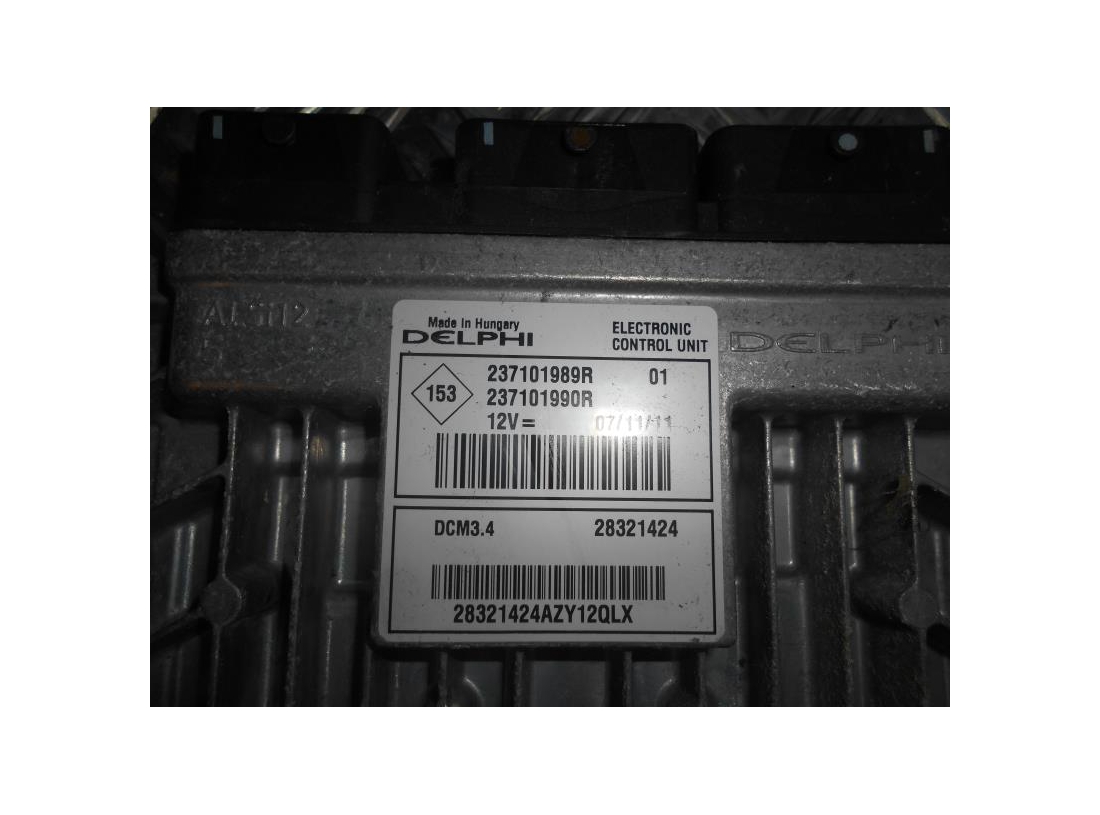 Made in Hungary
DELPHI
ELECTRONIC
CONTROL UNIT
DELPHI
153
237101989R 01
237101990R
12V= 07/11/11
DCM3.4 28321424
28321424AZY12QLX